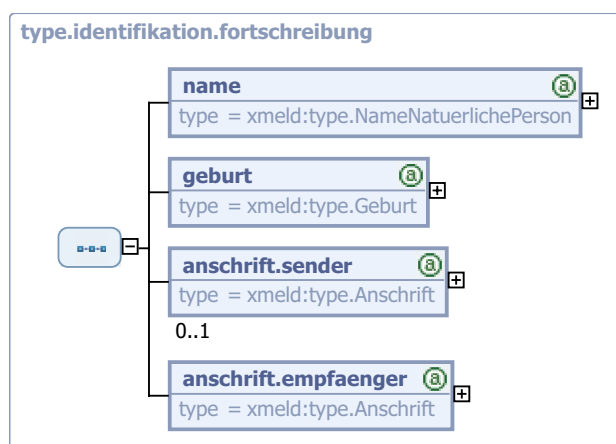 type.identifikation.fortschreibung
name
type = xmeld:type.NameNatuerlichePerson
geburt
type = xmeld:type.Geburt
anschrift.sender
type = xmeld:type.Anschrift
0..1
anschrift.empfaenger
type = xmeld:type.Anschrift